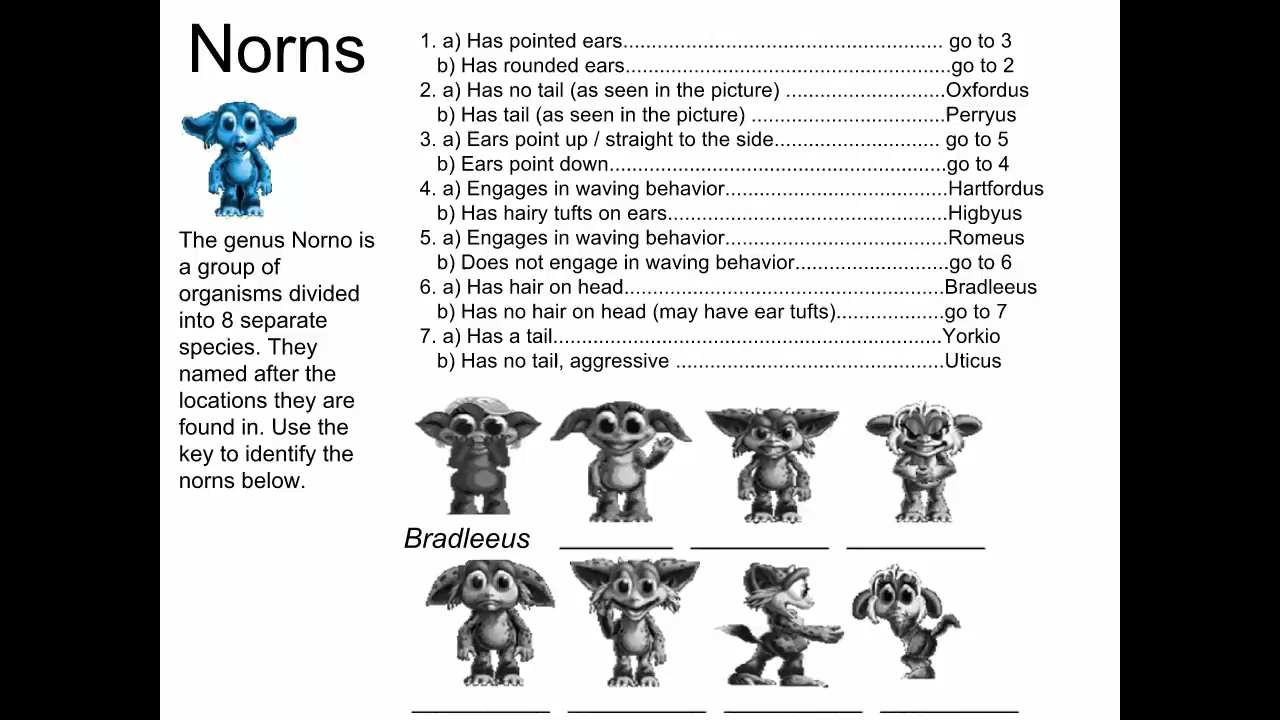 Norns
The genus Norno is
a group of
organisms divided
into 8 separate
species. They
named after the
locations they are
found in. Use the
key to identify the
norns below.
1. a) Has pointed ears........................................................ go to 3
b) Has rounded ears.........................................................go to 2
2. a) Has no tail (as seen in the picture) ............................Oxfordus
b) Has tail (as seen in the picture) ..................................Perryus
3. a) Ears point up / straight to the side............................. go to 5
b) Ears point down...........................................................go to 4
4. a) Engages in waving behavior.......................................Hartfordus
b) Has hairy tufts on ears.................................................Higbyus
5. a) Engages in waving behavior.......................................Romeus
b) Does not engage in waving behavior...........................go to 6
6. a) Has hair on head........................................................Bradleeus
b) Has no hair on head (may have ear tufts)...................go to 7
7. a) Has a tail....................................................................Yorkio
b) Has no tail, aggressive ...............................................Uticus
Bradleeus